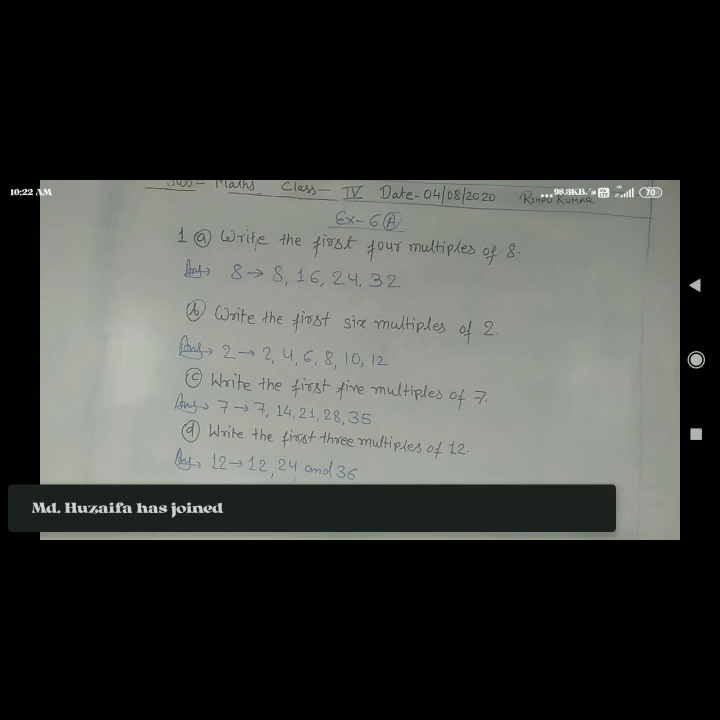 Sub- Maths Class- IV Date-04/08/2020 RIMPU KUMAR
10:22 AM 98.3KB/s 70
Ex-6 (A)
1 (a) Write the first four multiples of 8.
Ans→ 8→ 8, 16, 24, 32
(b) Write the first six multiples of 2.
Ans→ 2→ 2, 4, 6, 8, 10, 12
(c) Write the first five multiples of 7.
Ans→ 7→ 7, 14, 21, 28, 35
(d) Write the first three multiples of 12.
Ans→ 12→ 12, 24 and 36
Md. Huzaifa has joined